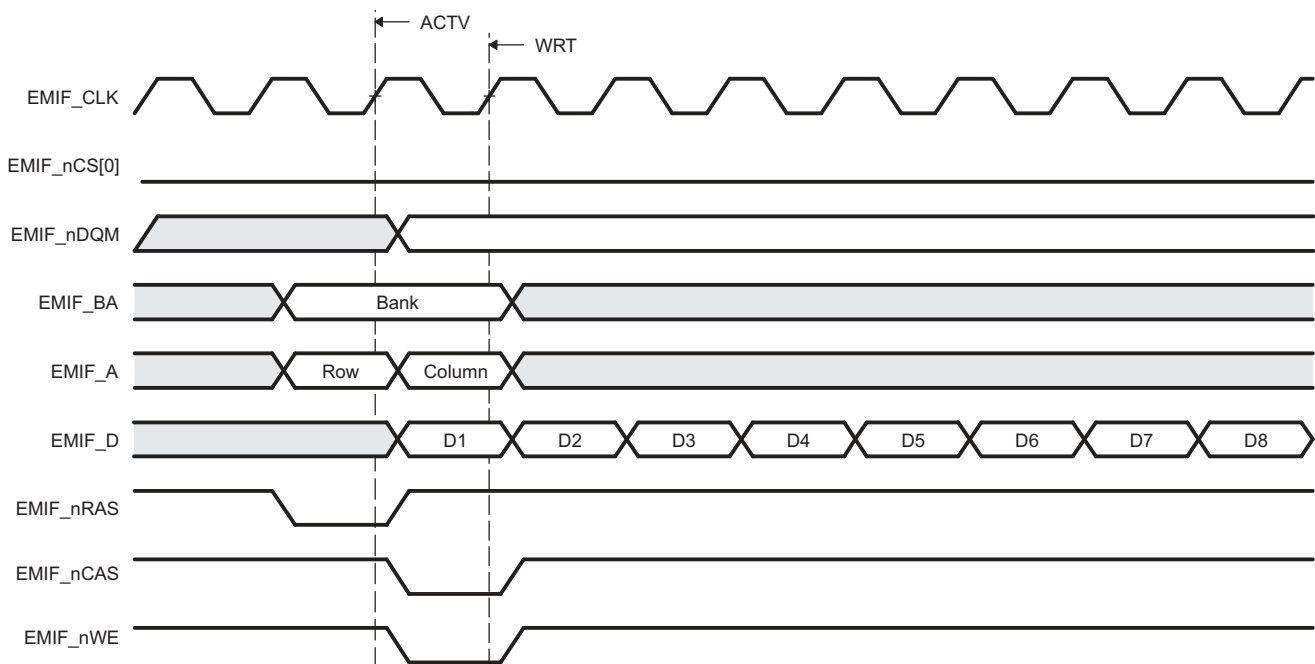 ACTV
WRT
EMIF_CLK
EMIF_nCS[0]
EMIF_nDQM
EMIF_BA
Bank
EMIF_A
Row
Column
EMIF_D
D1
D2
D3
D4
D5
D6
D7
D8
EMIF_nRAS
EMIF_nCAS
EMIF_nWE